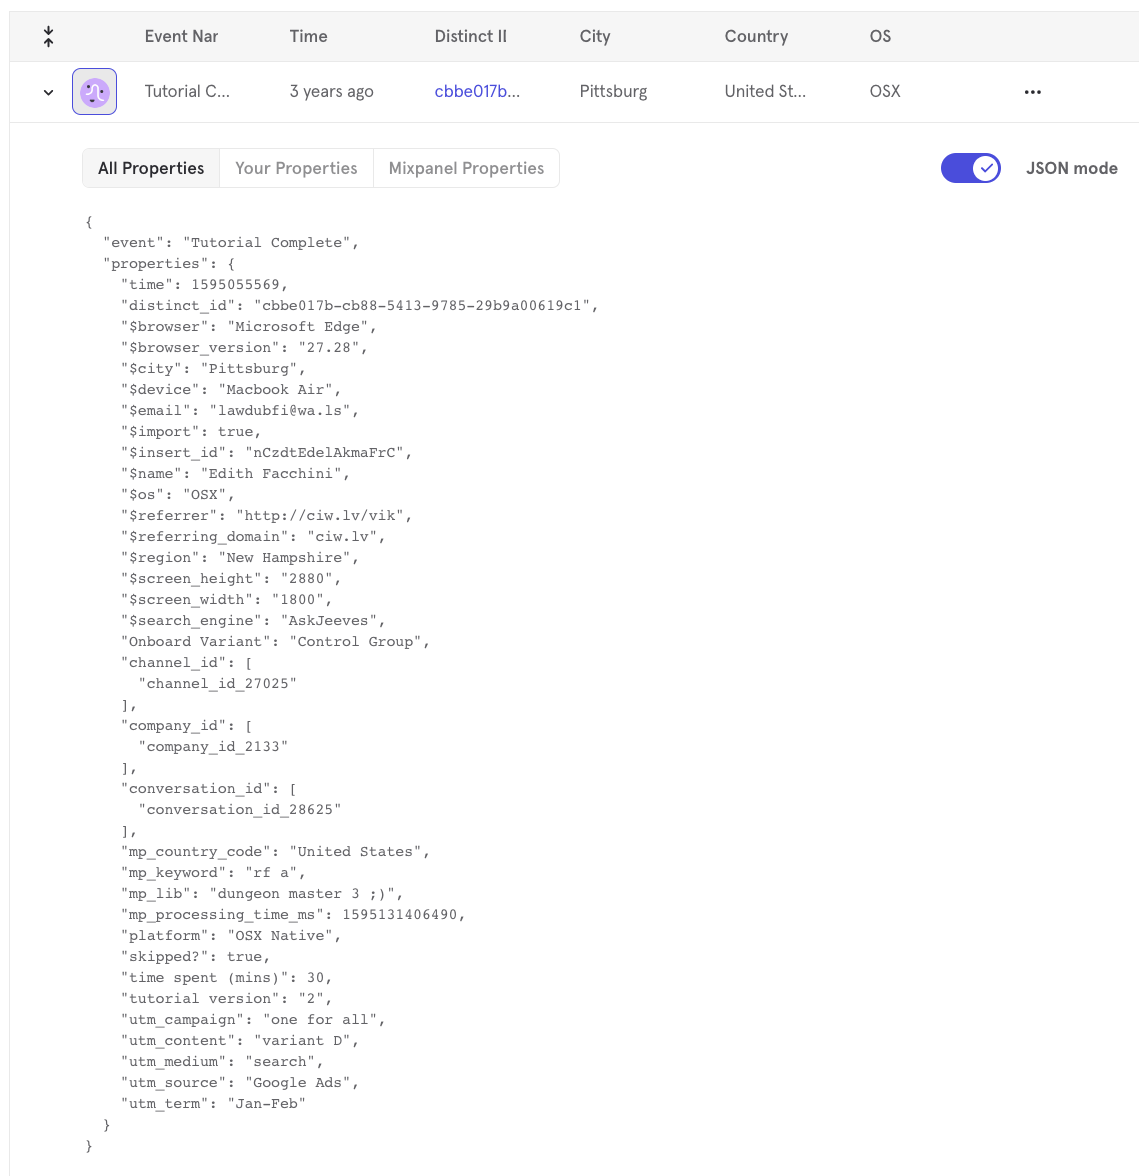 Event Nar Time Distinct II City Country OS
Tutorial C... 3 years ago cbbe017b... Pittsburg United St... OSX
All Properties Your Properties Mixpanel Properties JSON mode
{
"event": "Tutorial Complete",
"properties": {
"time": 1595055569,
"distinct_id": "cbbe017b-cb88-5413-9785-29b9a00619c1",
"$browser": "Microsoft Edge",
"$browser_version": "27.28",
"$city": "Pittsburg",
"$device": "Macbook Air",
"$email": "lawdubfi@wa.ls",
"$import": true,
"$insert_id": "nCzdtEdelAkmaFrC",
"$name": "Edith Facchini",
"$os": "OSX",
"$referrer": "http://ciw.lv/vik",
"$referring_domain": "ciw.lv",
"$region": "New Hampshire",
"$screen_height": "2880",
"$screen_width": "1800",
"$search_engine": "AskJeeves",
"Onboard Variant": "Control Group",
"channel_id": [
"channel_id_27025"
],
"company_id": [
"company_id_2133"
],
"conversation_id": [
"conversation_id_28625"
],
"mp_country_code": "United States",
"mp_keyword": "rf a",
"mp_lib": "dungeon master 3 ;)",
"mp_processing_time_ms": 1595131406490,
"platform": "OSX Native",
"skipped?": true,
"time spent (mins)": 30,
"tutorial version": "2",
"utm_campaign": "one for all",
"utm_content": "variant D",
"utm_medium": "search",
"utm_source": "Google Ads",
"utm_term": "Jan-Feb"
}
}